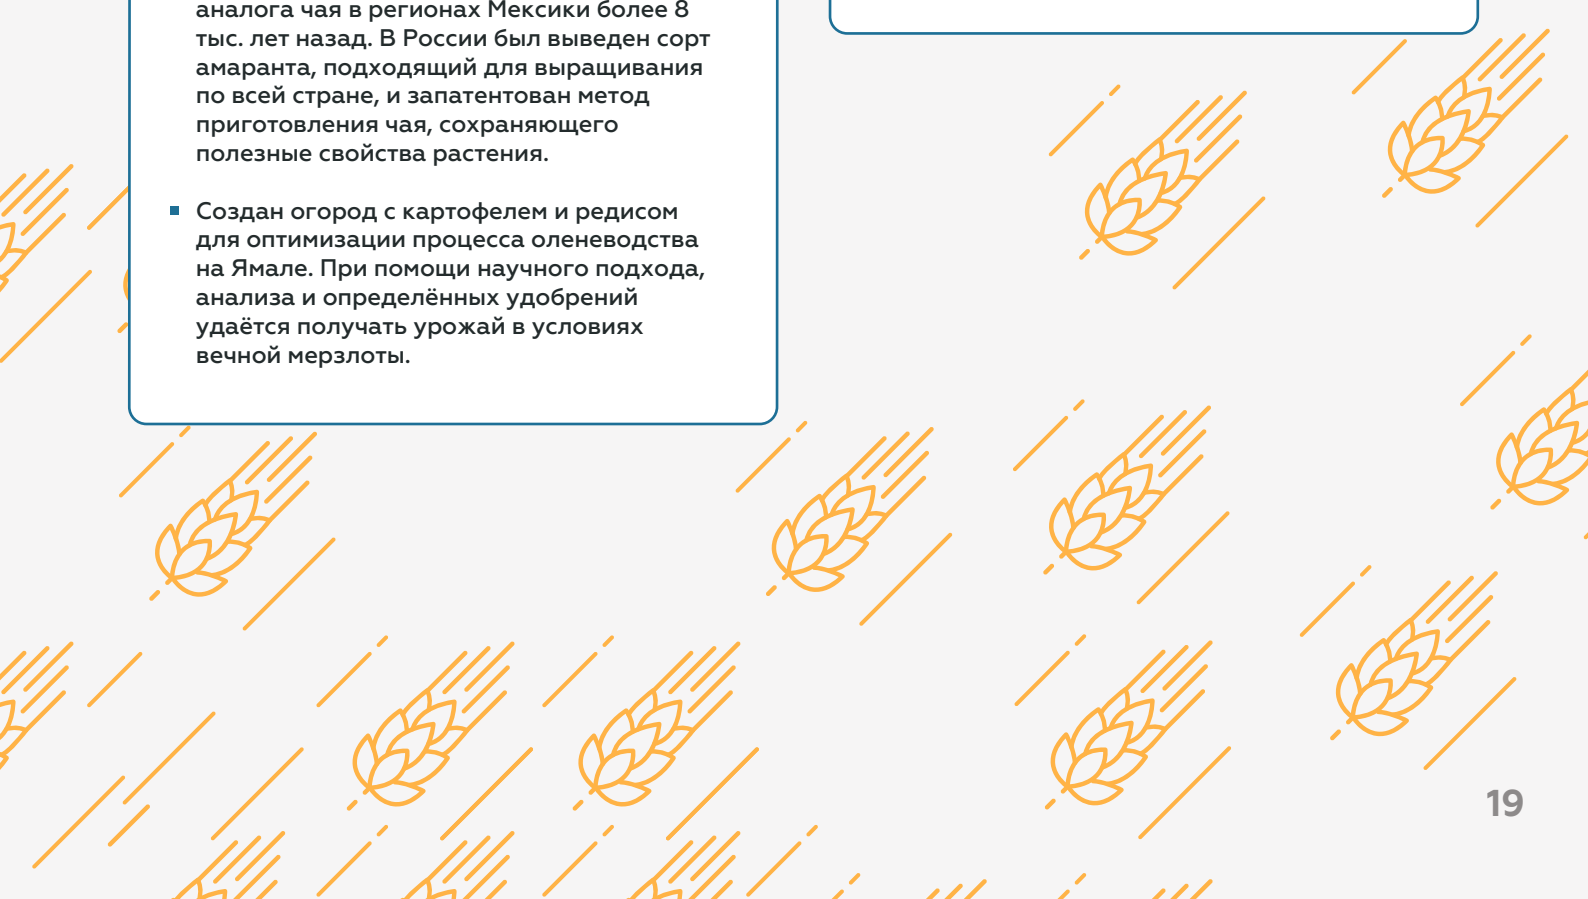 аналога чая в регионах Мексики более 8
тыс. лет назад. В России был выведен сорт
амаранта, подходящий для выращивания
по всей стране, и запатентован метод
приготовления чая, сохраняющего
полезные свойства растения.
Создан огород с картофелем и редисом
для оптимизации процесса оленеводства
на Ямале. При помощи научного подхода,
анализа и определённых удобрений
удаётся получать урожай в условиях
вечной мерзлоты.
19